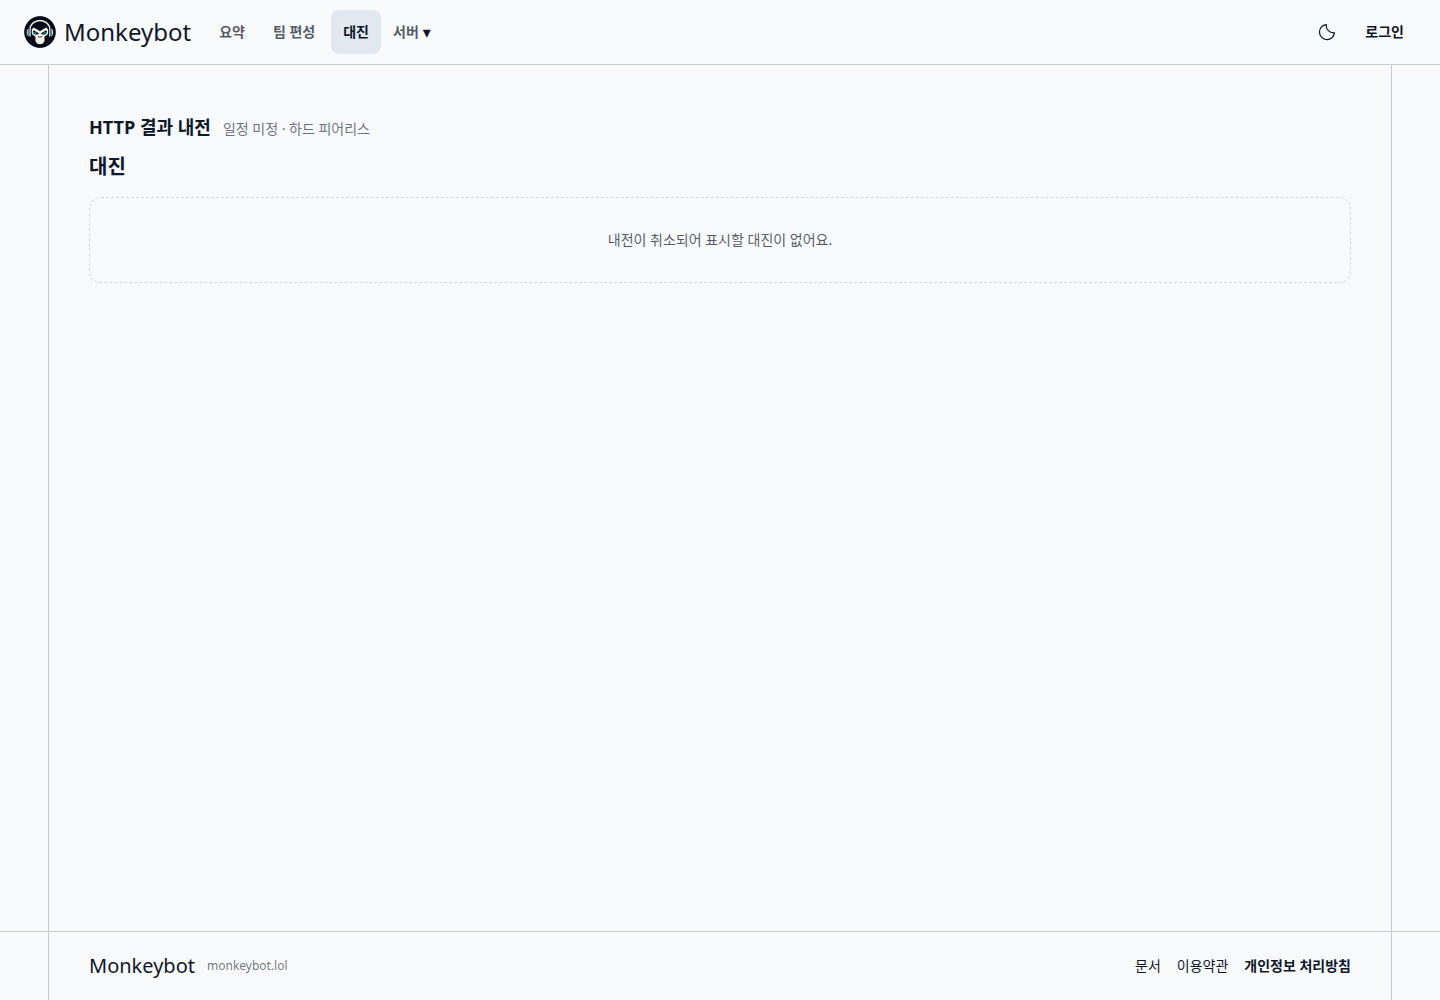 Monkeybot 요약 팀 편성 대진 서버 ▾ 로그인
HTTP 결과 내전 일정 미정 · 하드 피어리스
대진
내전이 취소되어 표시할 대진이 없어요.
Monkeybot monkeybot.lol 문서 이용약관 개인정보 처리방침